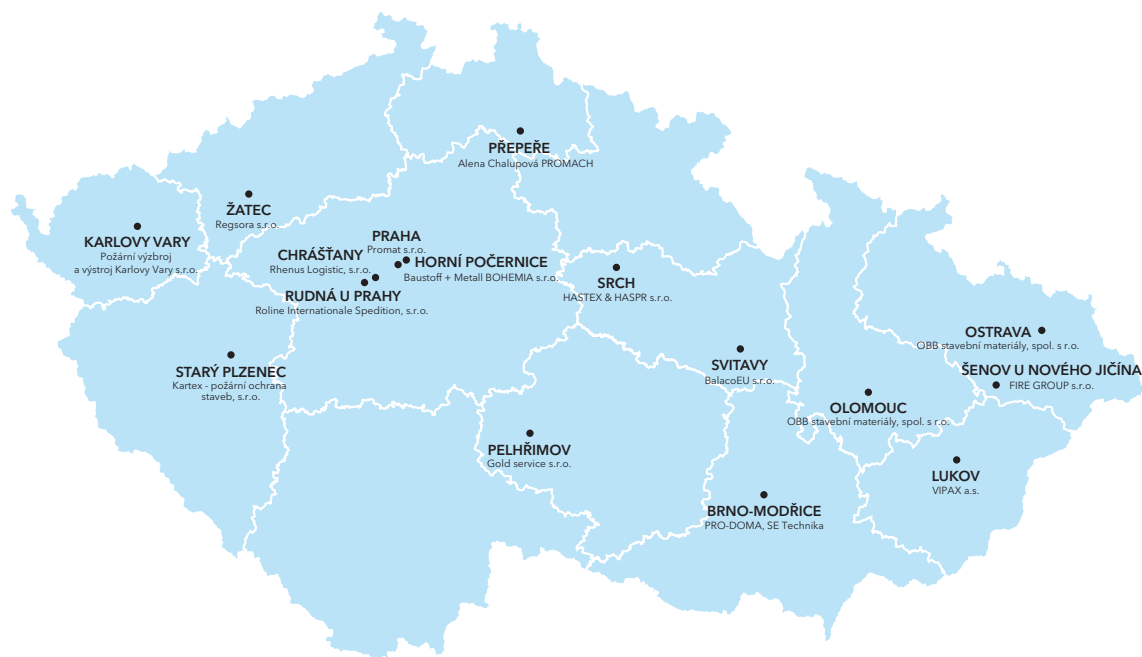 PŘEPEŘE
Alena Chalupová PROMACH
ŽATEC
Regsora s.r.o.
KARLOVY VARY
Požární výzbroj
a výstroj Karlovy Vary s.r.o.
PRAHA
Promat s.r.o.
CHRÁŠŤANY
Rhenus Logistic, s.r.o.
HORNÍ POČERNICE
Baustoff + Metall BOHEMIA s.r.o.
RUDNÁ U PRAHY
Roline Internationale Spedition, s.r.o.
SRCH
HASTEX & HASPR s.r.o.
OSTRAVA
OBB stavební materiály, spol. s r.o.
STARÝ PLZENEC
Kartex - požární ochrana
staveb, s.r.o.
SVITAVY
BalacoEU s.r.o.
ŠENOV U NOVÉHO JIČÍNA
FIRE GROUP s.r.o.
OLOMOUC
OBB stavební materiály, spol. s r.o.
PELHŘIMOV
Gold service s.r.o.
LUKOV
VIPAX a.s.
BRNO-MODŘICE
PRO-DOMA, SE Technika